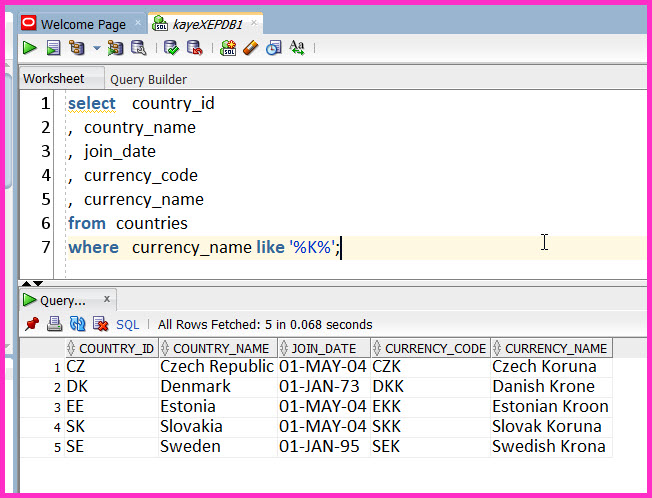 Welcome Page × kayeXEPDB1 ×
Worksheet Query Builder
1 select country_id
2 , country_name
3 , join_date
4 , currency_code
5 , currency_name
6 from countries
7 where currency_name like '%K%';
Query... x
SQL | All Rows Fetched: 5 in 0.068 seconds
COUNTRY_ID COUNTRY_NAME JOIN_DATE CURRENCY_CODE CURRENCY_NAME
1 CZ Czech Republic 01-MAY-04 CZK Czech Koruna
2 DK Denmark 01-JAN-73 DKK Danish Krone
3 EE Estonia 01-MAY-04 EKK Estonian Kroon
4 SK Slovakia 01-MAY-04 SKK Slovak Koruna
5 SE Sweden 01-JAN-95 SEK Swedish Krona